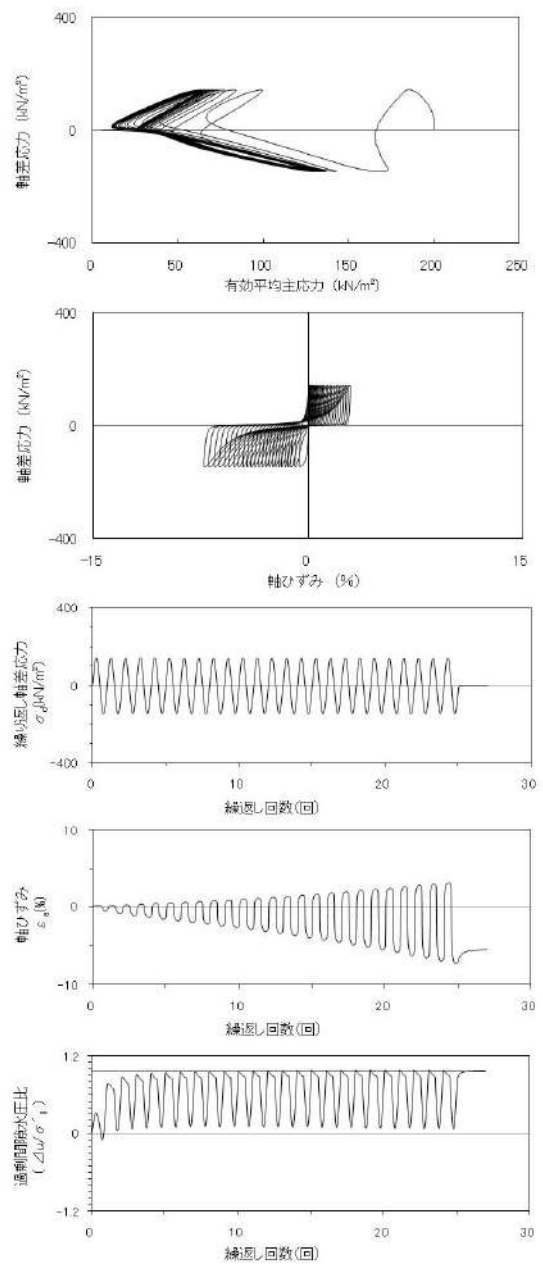 400
0
-400
軸差応力 (kN/m²)
0 50 100 150 200 250
有効平均主応力 (kN/m²)
400
0
-400
軸差応力 (kN/m²)
-15 0 15
軸ひずみ (%)
400
0
-400
繰り返し軸差応力
σd(kN/m²)
0 10 20 30
繰返し回数(回)
10
0
-10
軸ひずみ
εa(%)
0 10 20 30
繰返し回数(回)
1.2
0
-1.2
過剰間隙水圧比
0 10 20 30
繰返し回数(回)